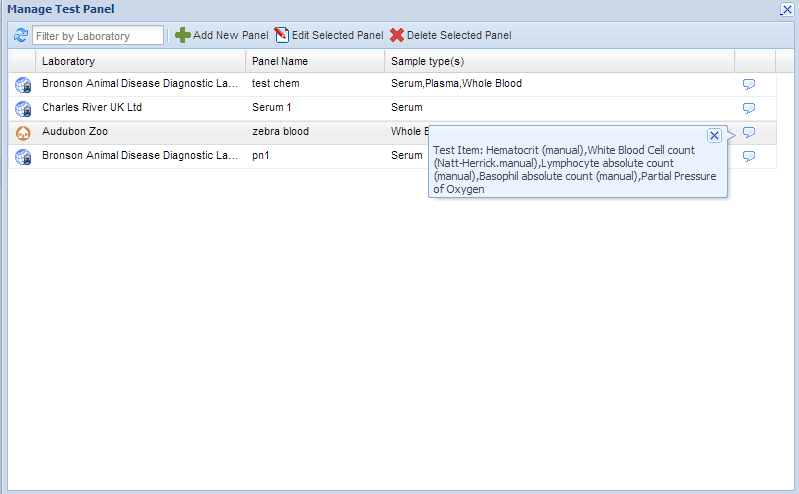 Manage Test Panel
Filter by Laboratory Add New Panel Edit Selected Panel Delete Selected Panel
Laboratory Panel Name Sample type(s)
Bronson Animal Disease Diagnostic La... test chem Serum,Plasma,Whole Blood
Charles River UK Ltd Serum 1 Serum
Audubon Zoo zebra blood Whole
Bronson Animal Disease Diagnostic La... pn1 Serum
Test Item: Hematocrit (manual),White Blood Cell count
(Natt-Herrick.manual),Lymphocyte absolute count
(manual),Basophil absolute count (manual),Partial Pressure
of Oxygen